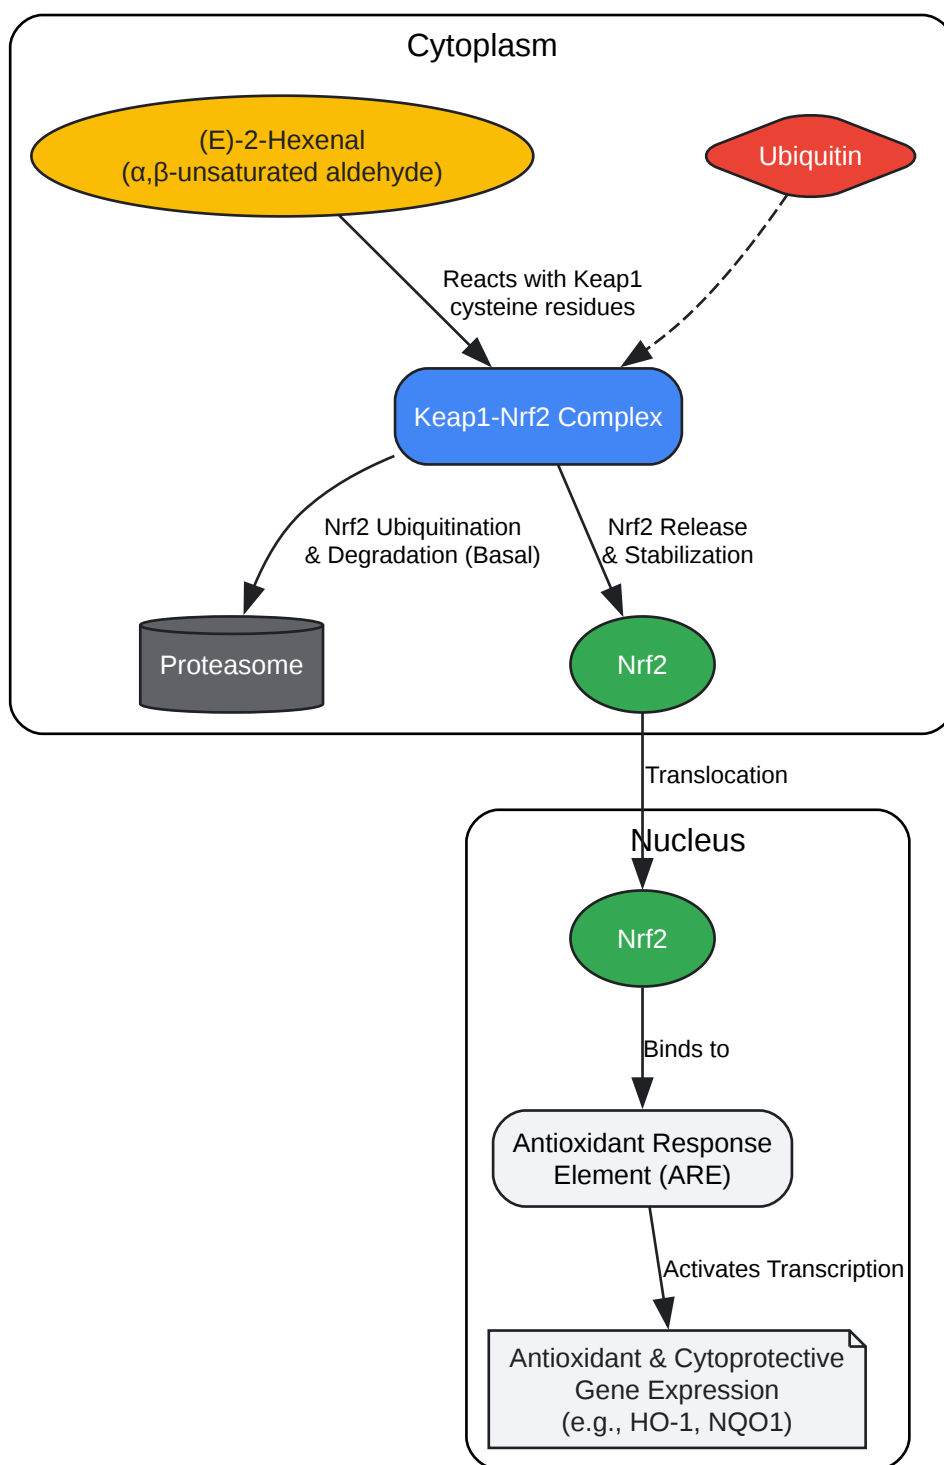 Cytoplasm
(E)-2-Hexenal
(α,β-unsaturated aldehyde)
Ubiquitin
Reacts with Keap1
cysteine residues
Keap1-Nrf2 Complex
Nrf2 Ubiquitination
& Degradation (Basal)
Nrf2 Release
& Stabilization
Proteasome
Nrf2
Translocation
Nucleus
Nrf2
Binds to
Antioxidant Response
Element (ARE)
Activates Transcription
Antioxidant & Cytoprotective
Gene Expression
(e.g., HO-1, NQO1)